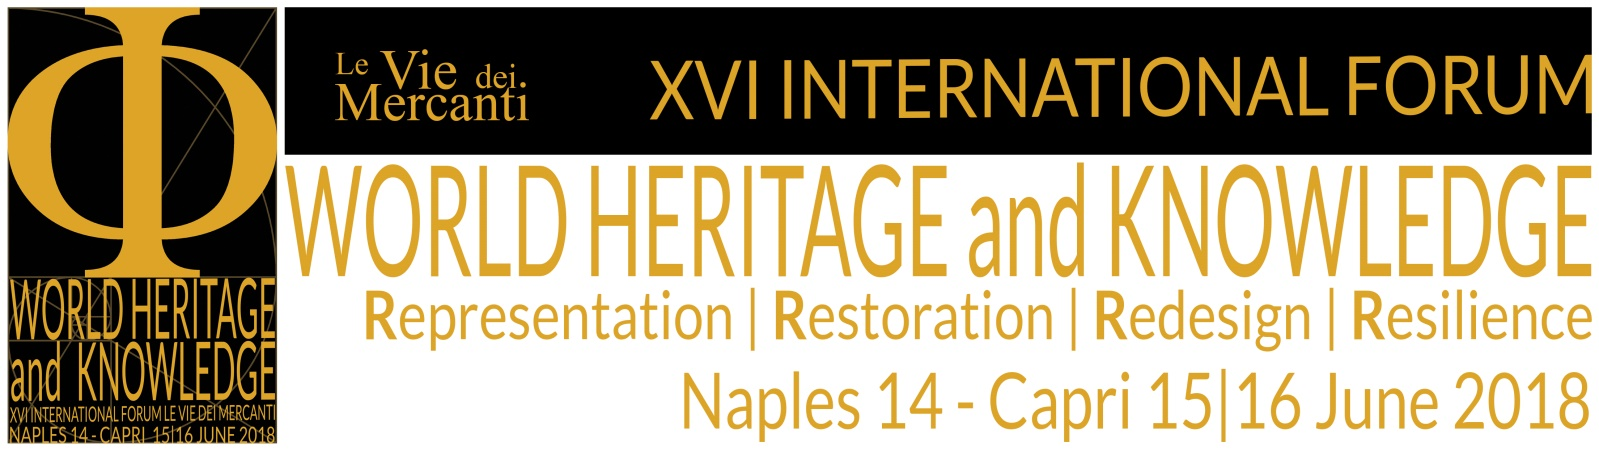 Φ
WORLD HERITAGE
and KNOWLEDGE
XVI INTERNATIONAL FORUM LE VIE DEI MERCANTI
NAPLES 14 - CAPRI 15|16 JUNE 2018
Le Vie dei
Mercanti
XVI INTERNATIONAL FORUM
WORLD HERITAGE and KNOWLEDGE
Representation | Restoration | Redesign | Resilience
Naples 14 - Capri 15|16 June 2018